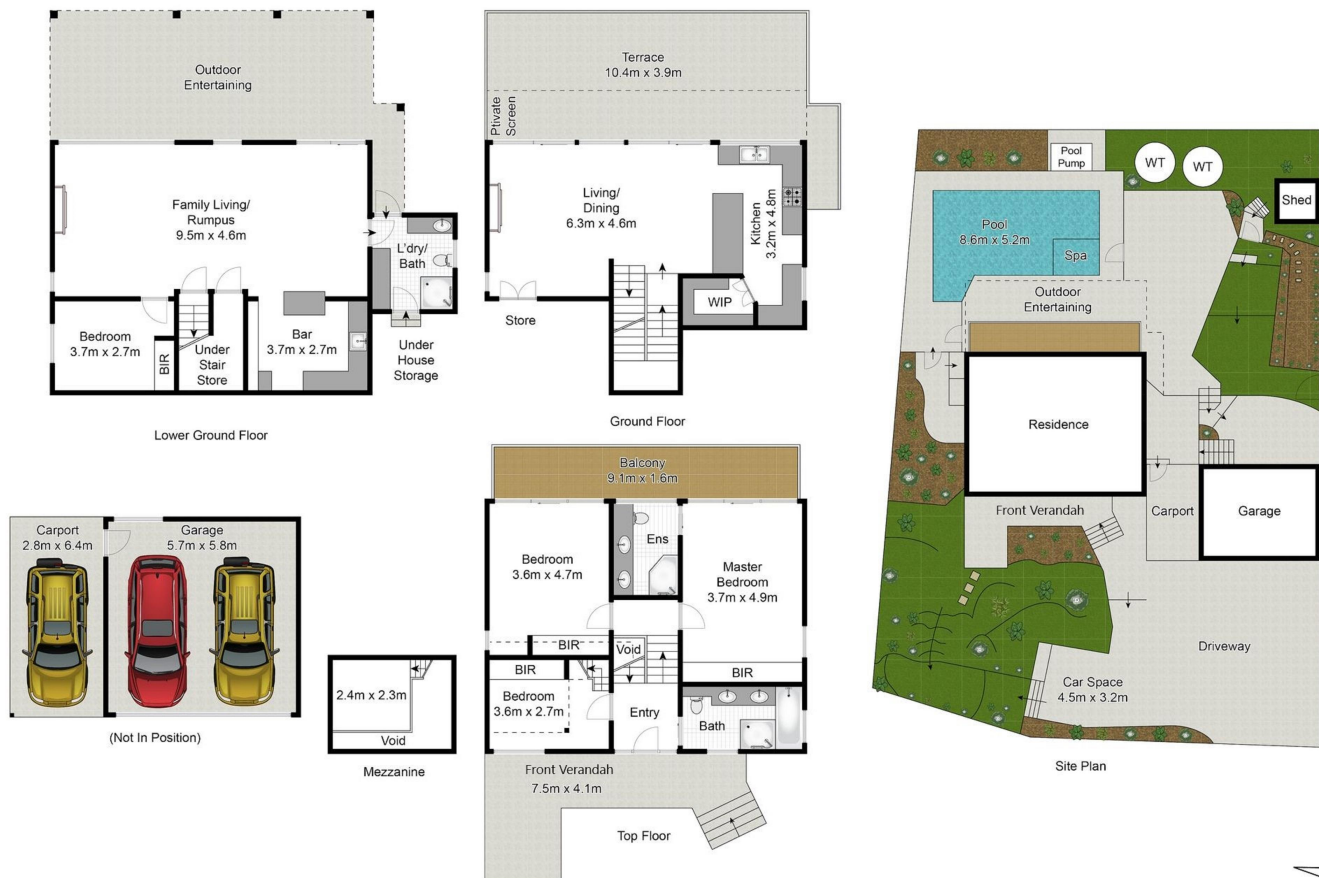 Outdoor
Entertaining
Family Living/
Rumpus
9.5m x 4.6m
L'dry/
Bath
Bedroom
3.7m x 2.7m
BIR
Under
Stair
Store
Bar
3.7m x 2.7m
Under
House
Storage
Lower Ground Floor
Terrace
10.4m x 3.9m
Ptivate
Screen
Living/
Dining
6.3m x 4.6m
Kitchen
3.2m x 4.8m
WIP
Store
Ground Floor
Carport
2.8m x 6.4m
Garage
5.7m x 5.8m
(Not In Position)
2.4m x 2.3m
Void
Mezzanine
Balcony
9.1m x 1.6m
Bedroom
3.6m x 4.7m
Ens
Master
Bedroom
3.7m x 4.9m
BIR
Void
BIR
BIR
Bedroom
3.6m x 2.7m
Entry
Bath
Front Verandah
7.5m x 4.1m
Top Floor
Pool
Pump
WT
WT
Shed
Pool
8.6m x 5.2m
Spa
Outdoor
Entertaining
Residence
Front Verandah
Carport
Garage
Driveway
Car Space
4.5m x 3.2m
Site Plan